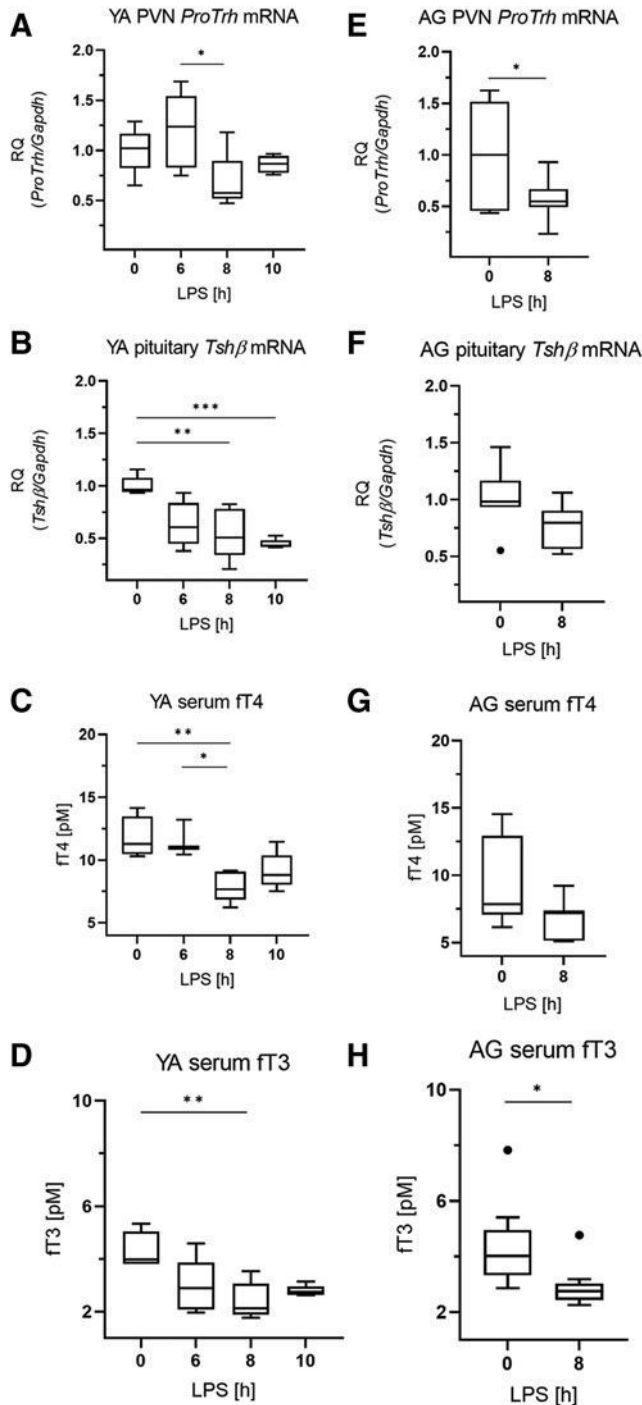 A
YA PVN ProTrh mRNA
*
2.0
1.5
1.0
0.5
RQ
(ProTrh/Gapdh)
0 6 8 10
LPS [h]
E
AG PVN ProTrh mRNA
*
2.0
1.5
1.0
0.5
RQ
(ProTrh/Gapdh)
0 8
LPS [h]
B
YA pituitary Tshβ mRNA
***
**
2.0
1.5
1.0
0.5
RQ
(Tshβ/Gapdh)
0 6 8 10
LPS [h]
F
AG pituitary Tshβ mRNA
2.0
1.5
1.0
0.5
RQ
(Tshβ/Gapdh)
0 8
LPS [h]
C
YA serum fT4
**
*
20
15
10
5
fT4 [pM]
0 6 8 10
LPS [h]
G
AG serum fT4
20
15
10
5
fT4 [pM]
0 8
LPS [h]
D
YA serum fT3
**
10
6
2
fT3 [pM]
0 6 8 10
LPS [h]
H
AG serum fT3
*
10
6
2
fT3 [pM]
0 8
LPS [h]